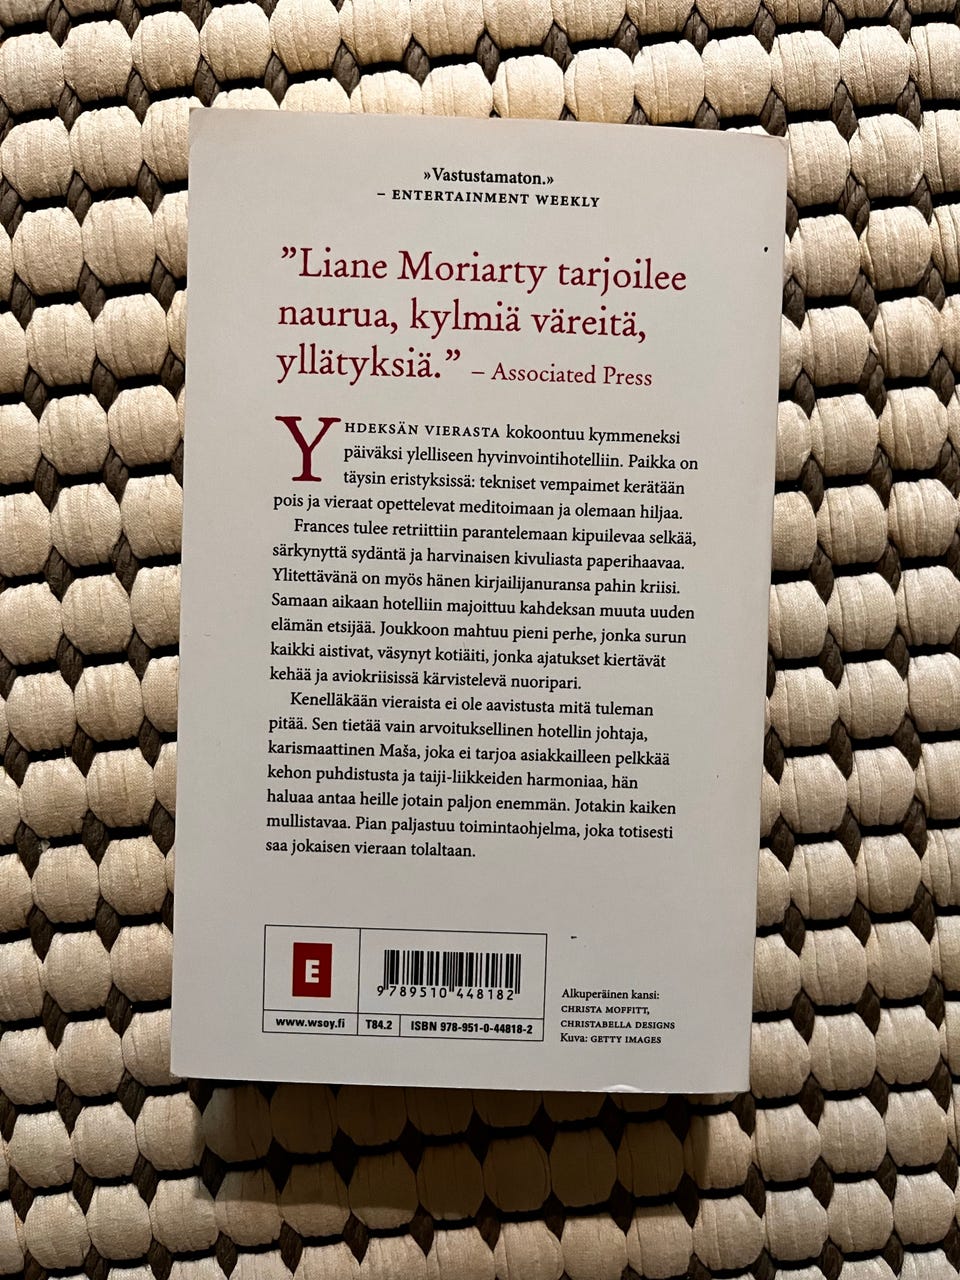 »Vastustamaton.»
– ENTERTAINMENT WEEKLY
”Liane Moriarty tarjoilee
naurua, kylmiä väreitä,
yllätyksiä.” – Associated Press
YHDEKSÄN VIERASTA kokoontuu kymmeneksi
päiväksi ylelliseen hyvinvointihotelliin. Paikka on
täysin eristyksissä: tekniset vempaimet kerätään
pois ja vieraat opettelevat meditoimaan ja olemaan hiljaa.
Frances tulee retriittiin parantelemaan kipuilevaa selkää,
särkynyttä sydäntä ja harvinaisen kivuliasta paperihaavaa.
Ylitettävänä on myös hänen kirjailijanuransa pahin kriisi.
Samaan aikaan hotelliin majoittuu kahdeksan muuta uuden
elämän etsijää. Joukkoon mahtuu pieni perhe, jonka surun
kaikki aistivat, väsynyt kotiäiti, jonka ajatukset kiertävät
kehää ja aviokriisissä kärvistelevä nuoripari.
Kenelläkään vieraista ei ole aavistusta mitä tuleman
pitää. Sen tietää vain arvoituksellinen hotellin johtaja,
karismaattinen Maša, joka ei tarjoa asiakkailleen pelkkää
kehon puhdistusta ja taiji-liikkeiden harmoniaa, hän
haluaa antaa heille jotain paljon enemmän. Jotakin kaiken
mullistavaa. Pian paljastuu toimintaohjelma, joka totisesti
saa jokaisen vieraan tolaltaan.
E
9 789510 448182
www.wsoy.fi
T84.2
ISBN 978-951-0-44818-2
Alkuperäinen kansi:
CHRISTA MOFFITT,
CHRISTABELLA DESIGNS
Kuva: GETTY IMAGES